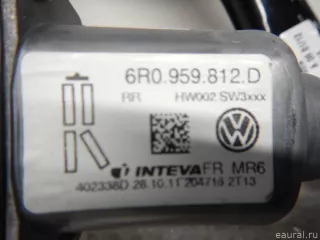 6R0.959.812.D
RR HW002 SW3xxx
INTEVA FR MR6
402338D 28.10.11 204716 2T13
© eaural.ru